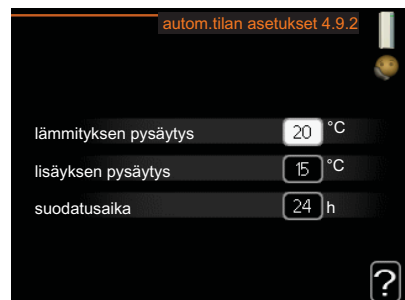 autom.tilan asetukset 4.9.2
lämmityksen pysäytys 20 °C
lisäyksen pysäytys 15 °C
suodatusaika 24 h
?